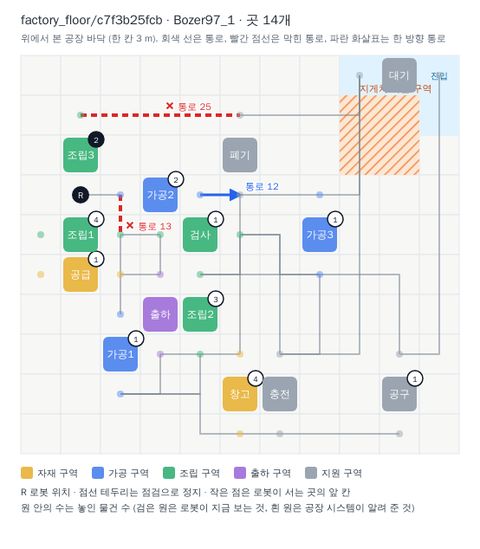 factory_floor/c7f3b25fcb · Bozer97_1 · 곳 14개
위에서 본 공장 바닥 (한 칸 3 m). 회색 선은 통로, 빨간 점선은 막힌 통로, 파란 화살표는 한 방향 통로
대기
전립
구역
✕ 통로 25
2
조립3
폐기
2
R
가공2
통로 12
4
✕ 통로 13
1
1
조립1
검사
가공3
1
공급
3
출하
조립2
1
가공1
4
1
창고
충전
공구
자재 구역
가공 구역
조립 구역
출하 구역
지원 구역
R 로봇 위치 · 점선 테두리는 점검으로 정지 · 작은 점은 로봇이 서는 곳의 앞 칸
원 안의 수는 놓인 물건 수 (검은 원은 로봇이 지금 보는 것, 흰 원은 공장 시스템이 알려 준 것)